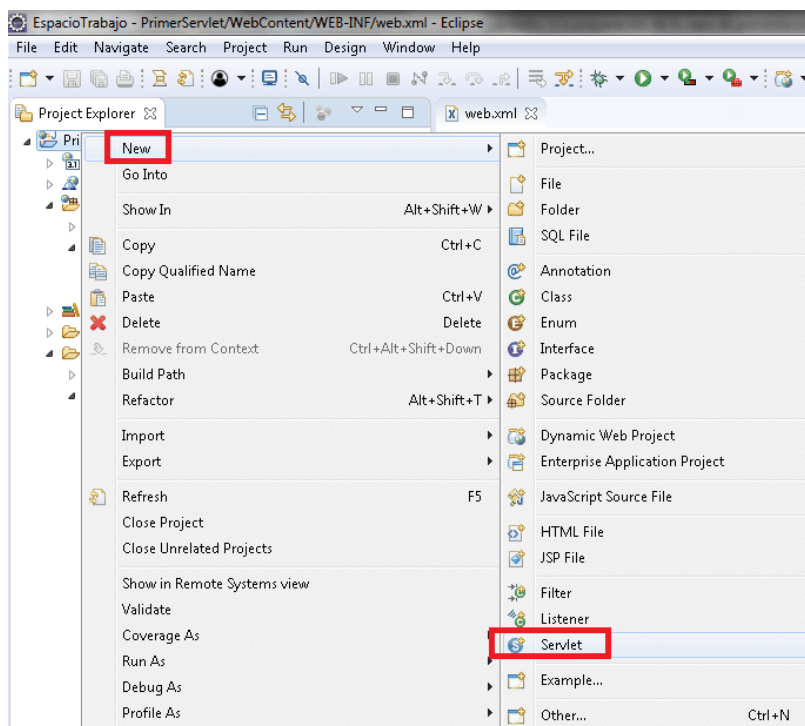 EspacioTrabajo - PrimerServlet/WebContent/WEB-INF/web.xml - Eclipse
File Edit Navigate Search Project Run Design Window Help
Project Explorer
web.xml
Pri
3.1
New
Go Into
Show In Alt+Shift+W
Copy Ctrl+C
Copy Qualified Name
Paste Ctrl+V
Delete Delete
Remove from Context Ctrl+Alt+Shift+Down
Build Path
Refactor Alt+Shift+T
Import
Export
Refresh F5
Close Project
Close Unrelated Projects
Show in Remote Systems view
Validate
Coverage As
Run As
Debug As
Profile As
Project...
File
Folder
SQL File
Annotation
Class
Enum
Interface
Package
Source Folder
Dynamic Web Project
Enterprise Application Project
JavaScript Source File
HTML File
JSP File
Filter
Listener
Servlet
Example...
Other... Ctrl+N